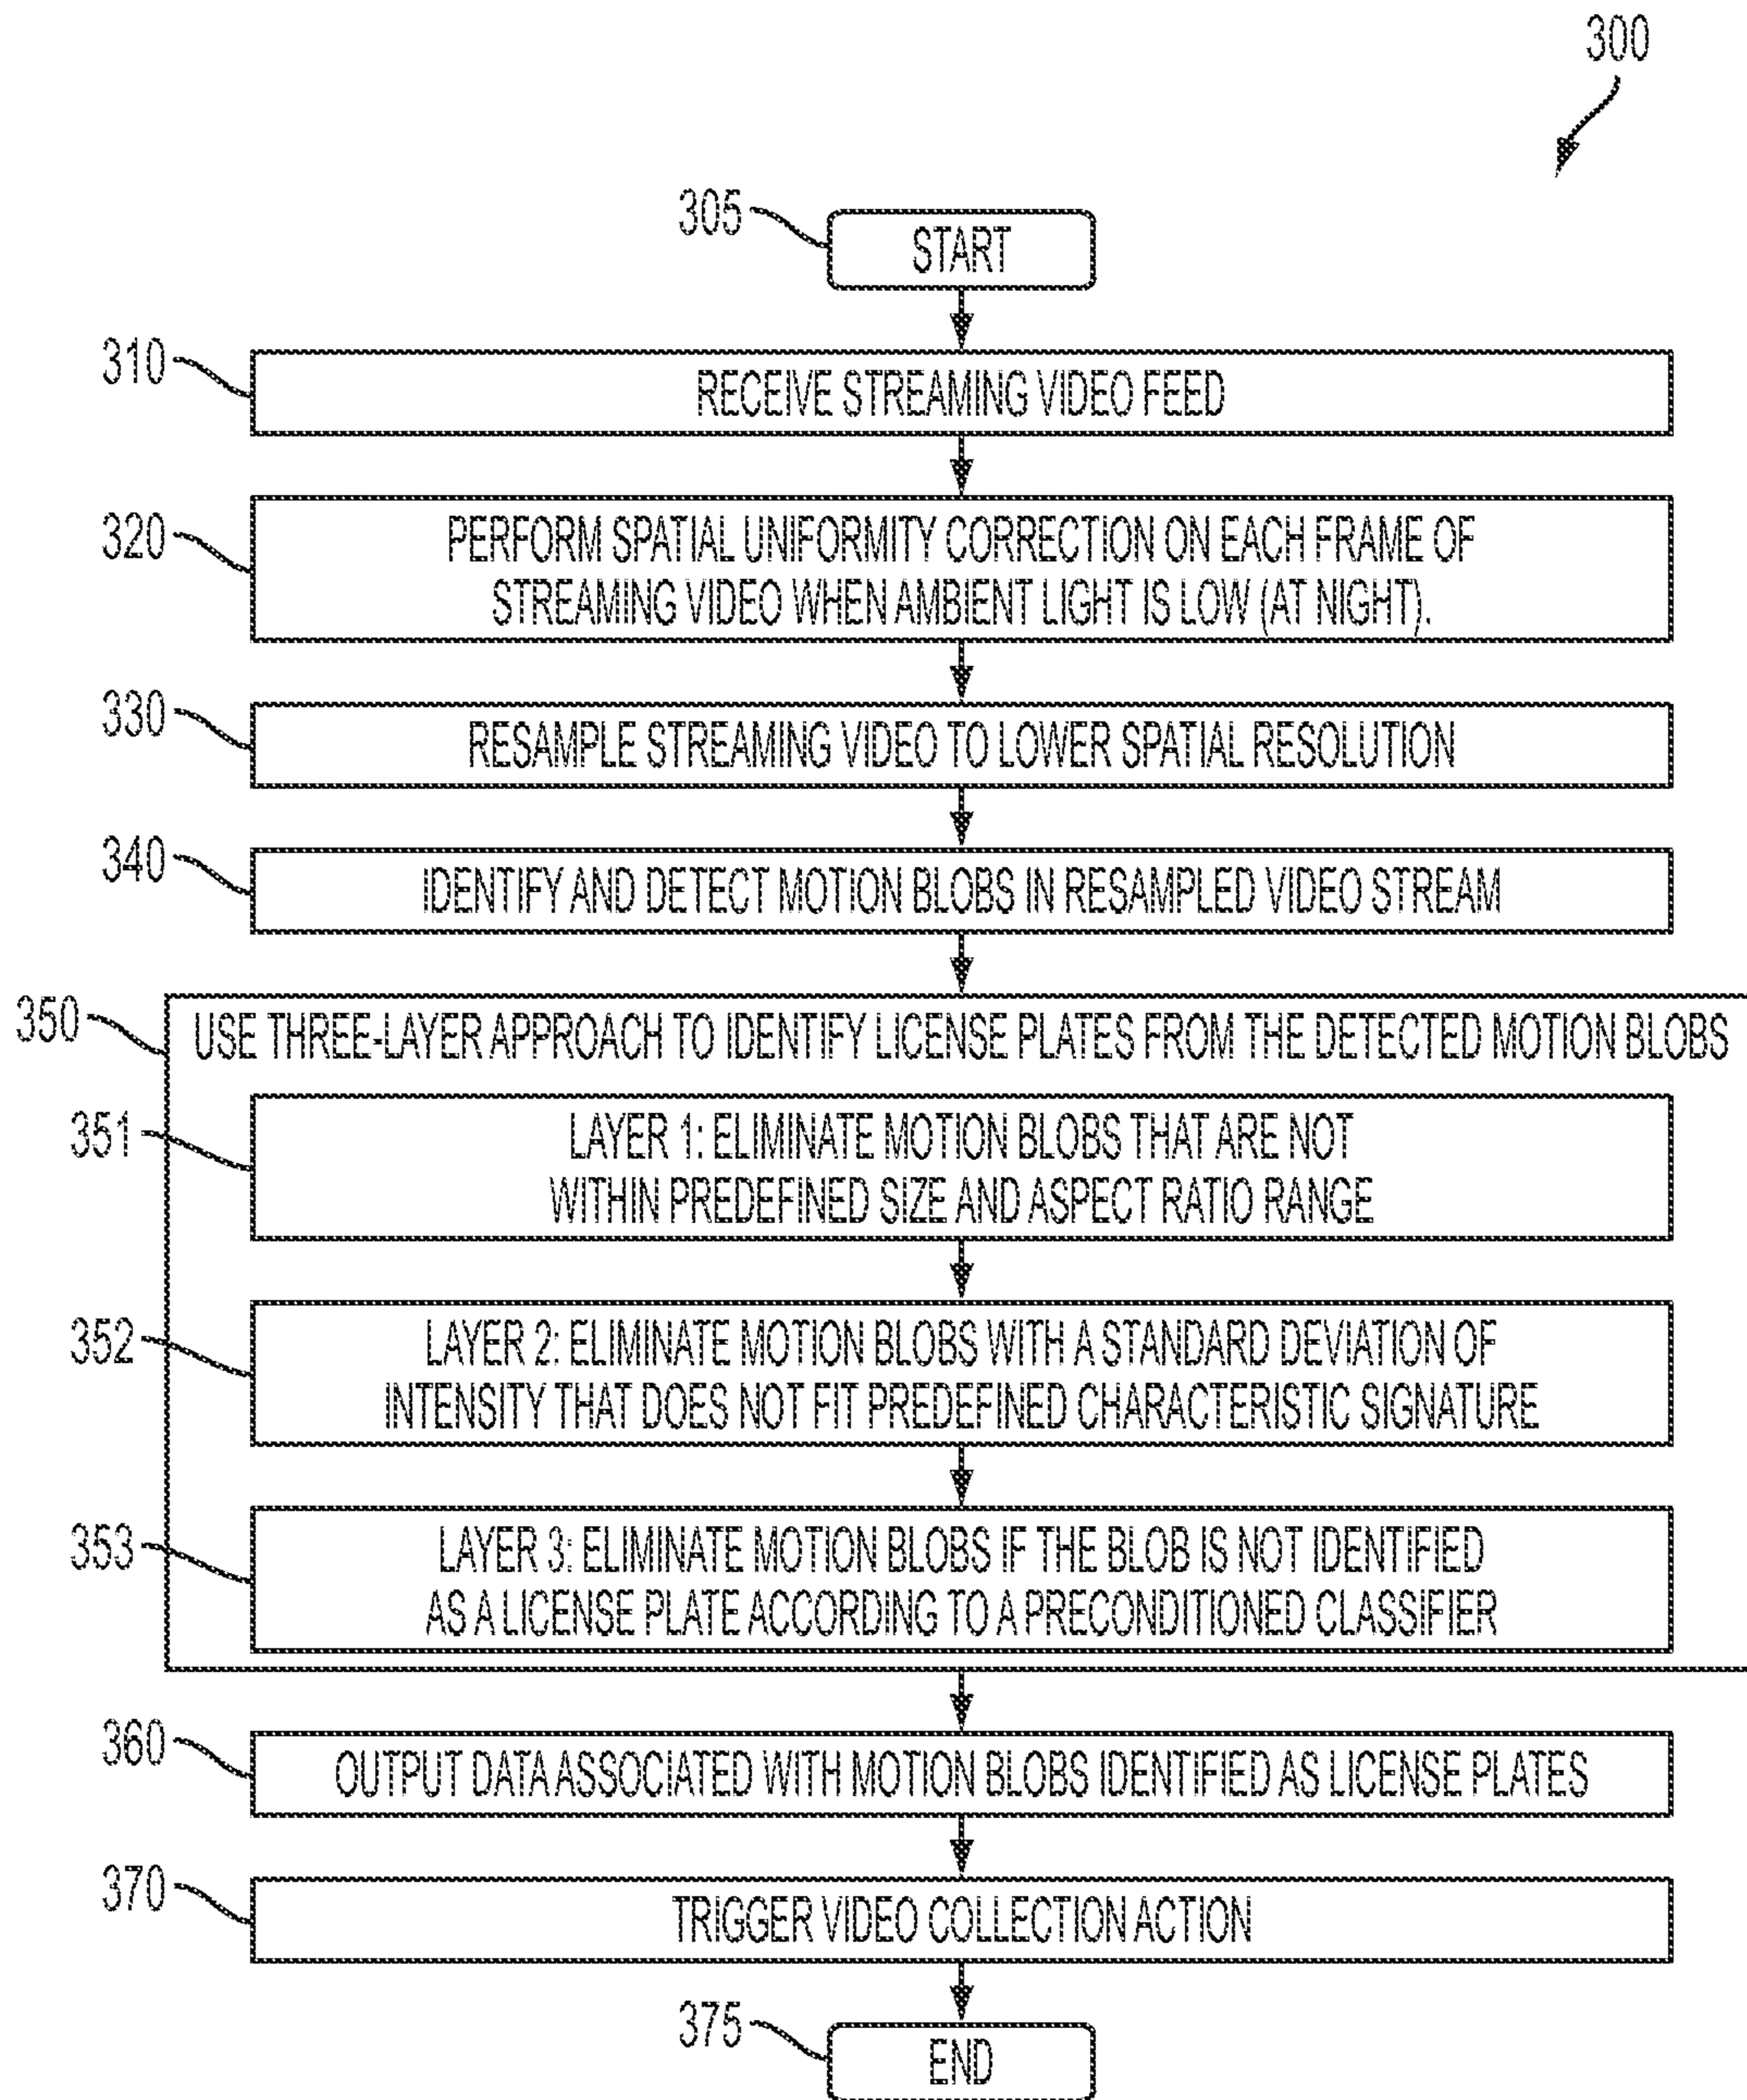 300
305
START
310
RECEIVE STREAMING VIDEO FEED
320
PERFORM SPATIAL UNIFORMITY CORRECTION ON EACH FRAME OF
STREAMING VIDEO WHEN AMBIENT LIGHT IS LOW (AT NIGHT).
330
RESAMPLE STREAMING VIDEO TO LOWER SPATIAL RESOLUTION
340
IDENTIFY AND DETECT MOTION BLOBS IN RESAMPLED VIDEO STREAM
350
USE THREE-LAYER APPROACH TO IDENTIFY LICENSE PLATES FROM THE DETECTED MOTION BLOBS
351
LAYER 1: ELIMINATE MOTION BLOBS THAT ARE NOT
WITHIN PREDEFINED SIZE AND ASPECT RATIO RANGE
352
LAYER 2: ELIMINATE MOTION BLOBS WITH A STANDARD DEVIATION OF
INTENSITY THAT DOES NOT FIT PREDEFINED CHARACTERISTIC SIGNATURE
353
LAYER 3: ELIMINATE MOTION BLOBS IF THE BLOB IS NOT IDENTIFIED
AS A LICENSE PLATE ACCORDING TO A PRECONDITIONED CLASSIFIER
360
OUTPUT DATA ASSOCIATED WITH MOTION BLOBS IDENTIFIED AS LICENSE PLATES
370
TRIGGER VIDEO COLLECTION ACTION
375
END